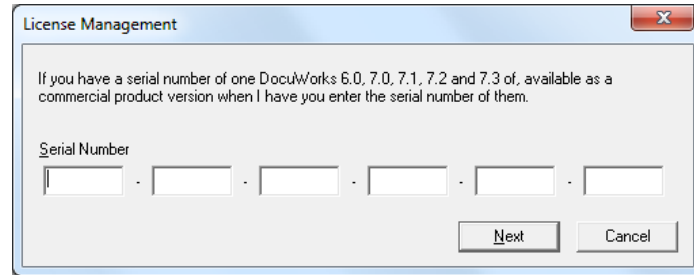 License Management
If you have a serial number of one DocuWorks 6.0, 7.0, 7.1, 7.2 and 7.3 of, available as a
commercial product version when I have you enter the serial number of them.
Serial Number
- - - - -
Next Cancel